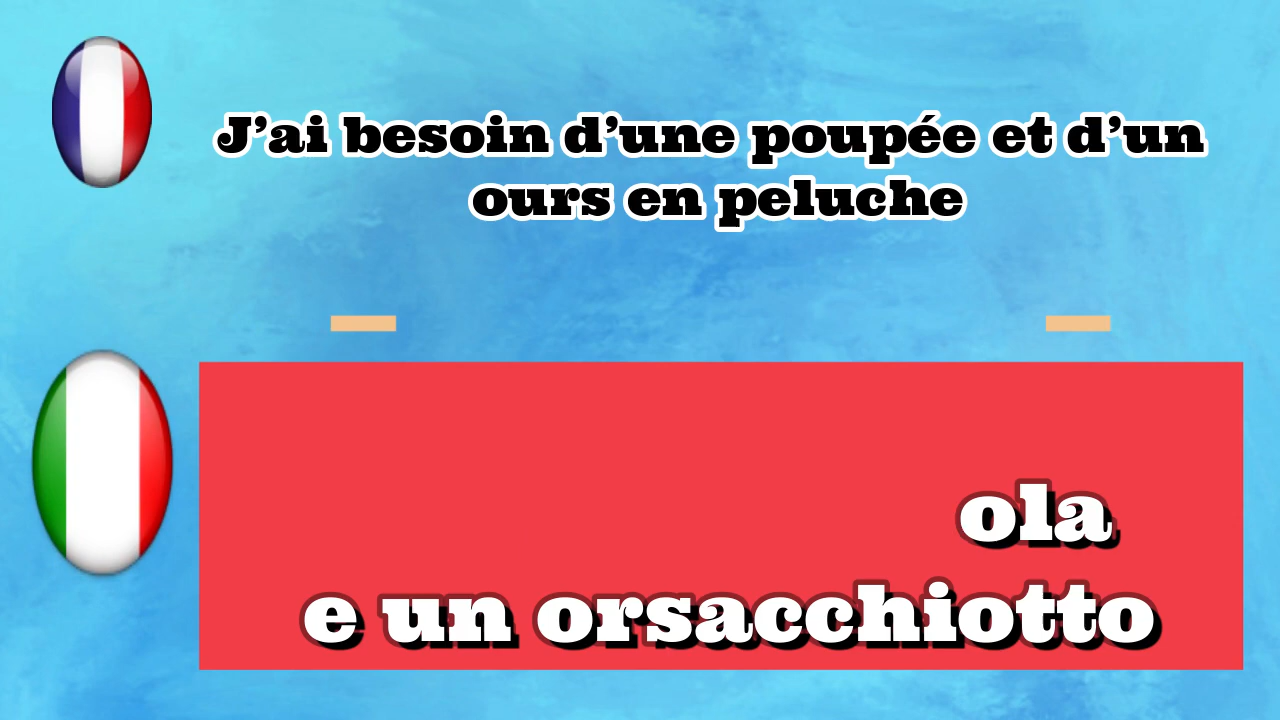 J’ai besoin d’une poupée et d’un
ours en peluche
ola
e un orsacchiotto